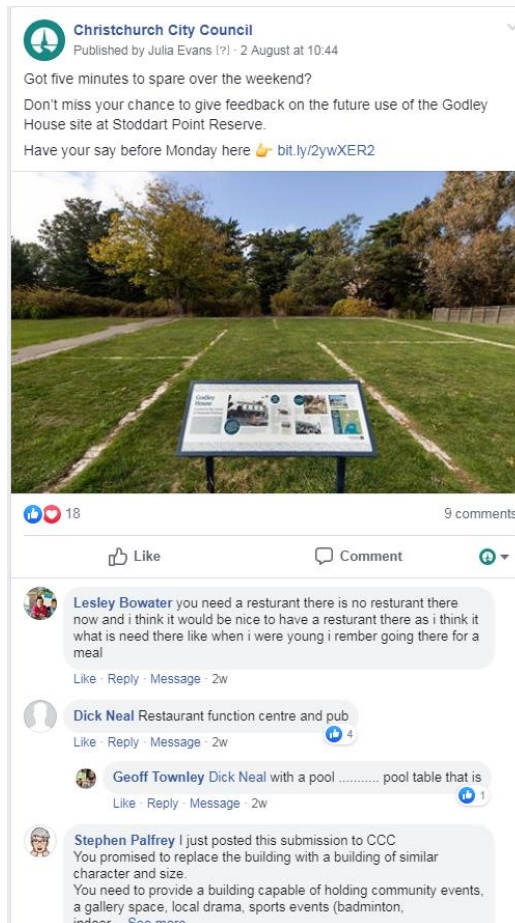 Christchurch City Council
Published by Julia Evans [?] · 2 August at 10:44
Got five minutes to spare over the weekend?
Don't miss your chance to give feedback on the future use of the Godley
House site at Stoddart Point Reserve.
Have your say before Monday here 👉 bit.ly/2ywXER2
Godley
House
18
9 comments
Like
Comment
Lesley Bowater you need a resturant there is no resturant there
now and i think it would be nice to have a resturant there as i think it
what is need there like when i were young i rember going there for a
meal
Like · Reply · Message · 2w
Dick Neal Restaurant function centre and pub
4
Like · Reply · Message · 2w
Geoff Townley Dick Neal with a pool ........... pool table that is
1
Like · Reply · Message · 2w
Stephen Palfrey I just posted this submission to CCC
You promised to replace the building with a building of similar
character and size.
You need to provide a building capable of holding community events,
a gallery space, local drama, sports events (badminton,
indoor... See more